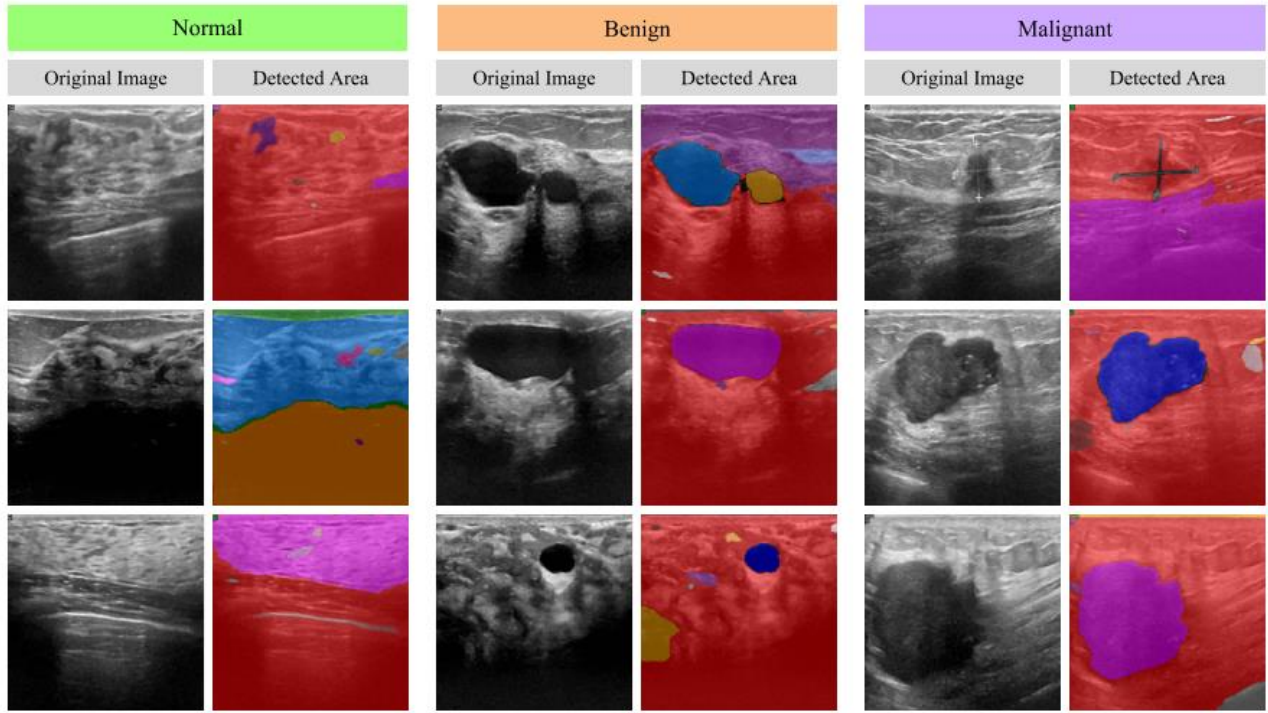 Normal
Benign
Malignant
Original Image
Detected Area
Original Image
Detected Area
Original Image
Detected Area